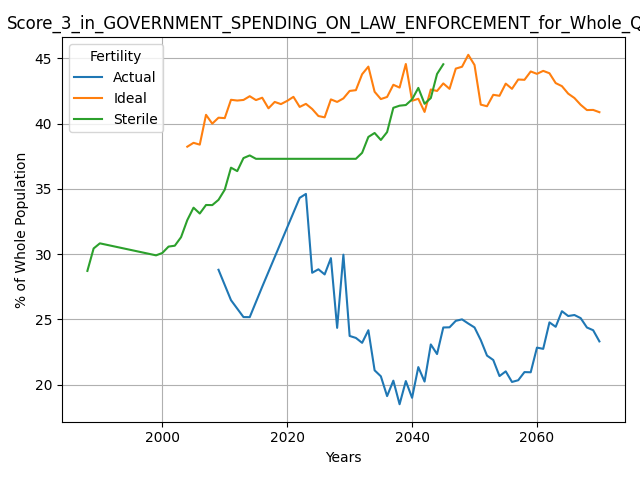 Score_3_in_GOVERNMENT_SPENDING_ON_LAW_ENFORCEMENT_for_Whole_Q
Fertility
Actual
Ideal
Sterile
45
40
35
30
25
20
% of Whole Population
2000
2020
2040
2060
Years